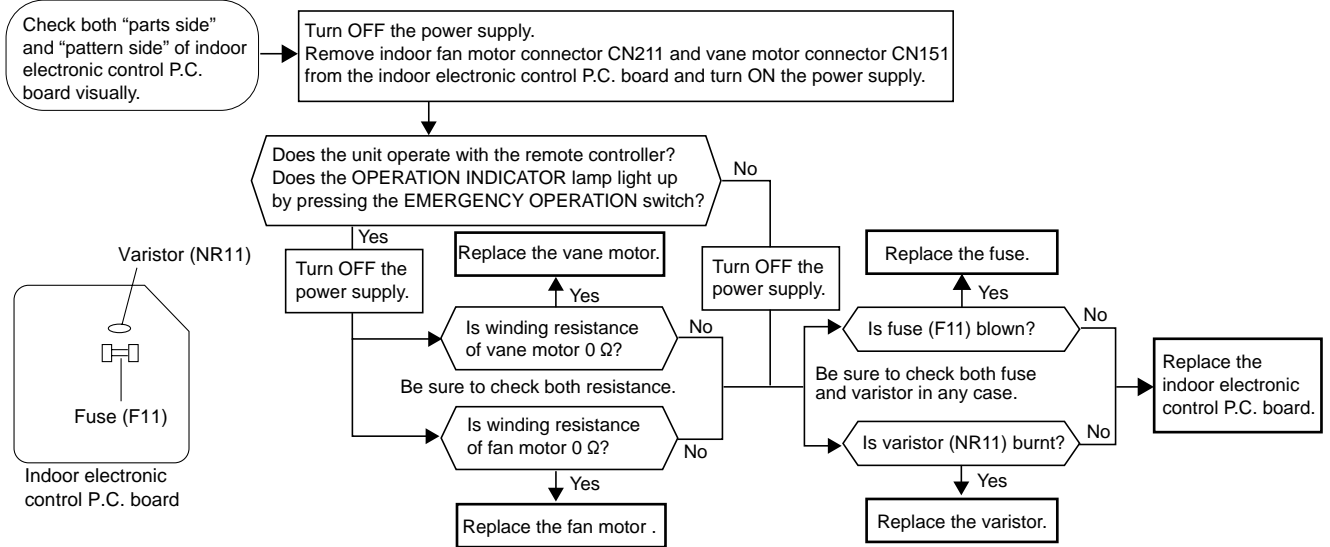 Check both “parts side”
and “pattern side” of indoor
electronic control P.C.
board visually.
Turn OFF the power supply.
Remove indoor fan motor connector CN211 and vane motor connector CN151
from the indoor electronic control P.C. board and turn ON the power supply.
Does the unit operate with the remote controller?
Does the OPERATION INDICATOR lamp light up
by pressing the EMERGENCY OPERATION switch?
No
Yes
Turn OFF the
power supply.
Replace the vane motor.
Yes
Is winding resistance
of vane motor 0 Ω?
No
Be sure to check both resistance.
Is winding resistance
of fan motor 0 Ω?
No
Yes
Replace the fan motor .
Turn OFF the
power supply.
Replace the fuse.
Yes
Is fuse (F11) blown?
No
Be sure to check both fuse
and varistor in any case.
Is varistor (NR11) burnt?
No
Yes
Replace the varistor.
Replace the
indoor electronic
control P.C. board.
Varistor (NR11)
Fuse (F11)
Indoor electronic
control P.C. board